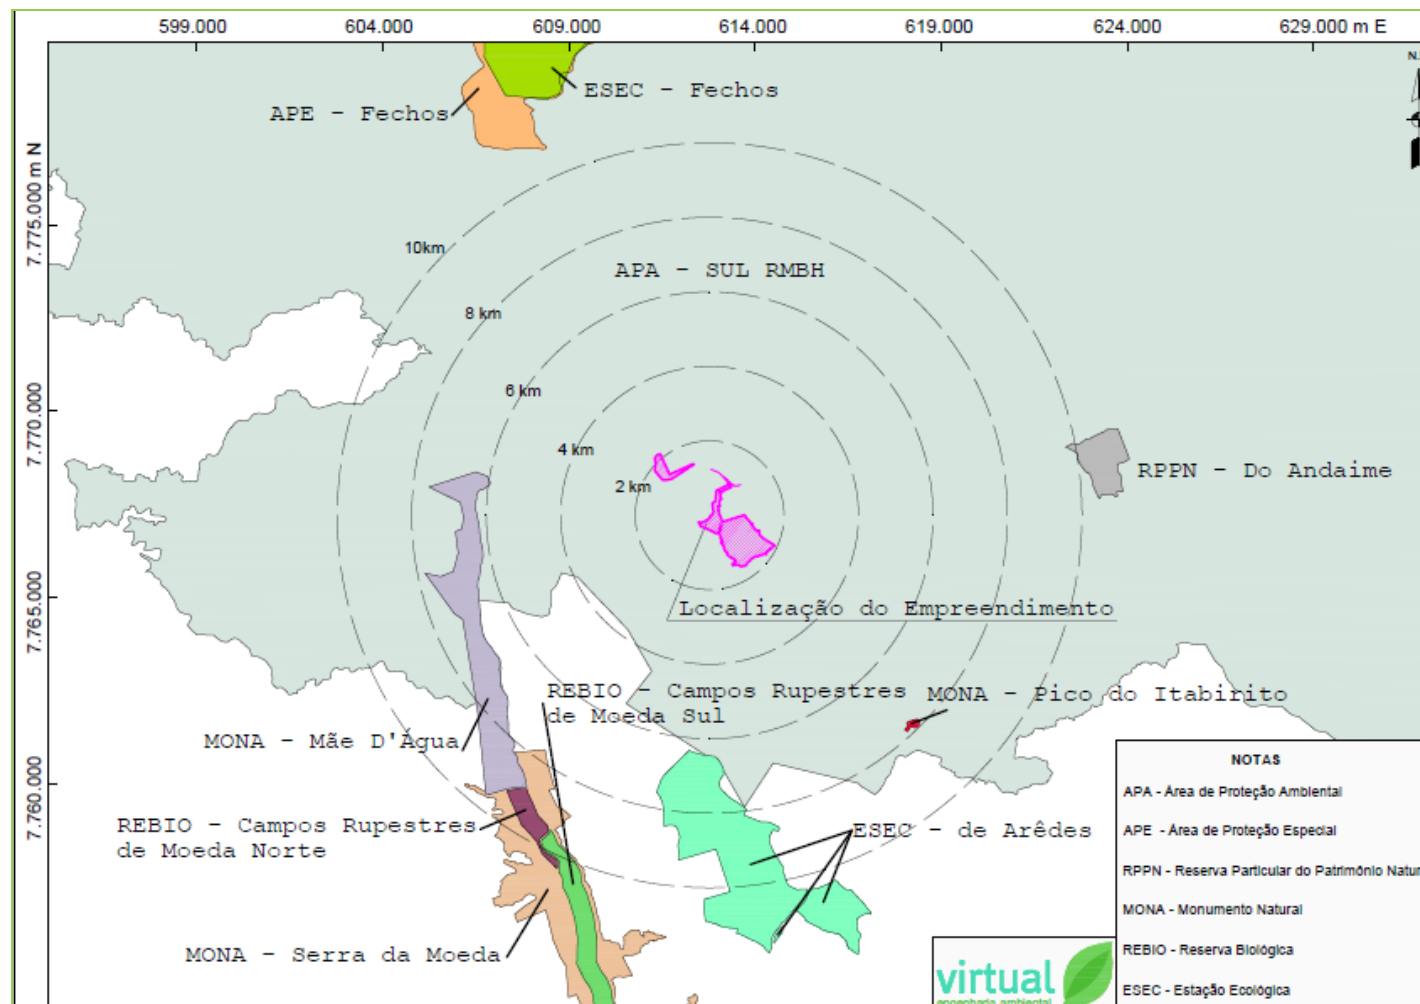 599.000
604.000
609.000
614.000
619.000
624.000
629.000 m E
ESEC - Fechos
APE - Fechos
7.775.000 m N
10km
APA - SUL RMBH
8 km
6 km
7.770.000
4 km
RPPN - Do Andaime
2 km
7.765.000
Localização do Empreendimento
REBIO - Campos Rupestres
de Moeda Sul
MONA - Pico do Itabirito
MONA - Mãe D'Água
7.760.000
REBIO - Campos Rupestres
de Moeda Norte
ESEC - de Arêdes
MONA - Serra da Moeda
NOTAS
APA - Área de Proteção Ambiental
APE - Área de Proteção Especial
RPPN - Reserva Particular do Patrimônio Natur
MONA - Monumento Natural
REBIO - Reserva Biológica
ESEC - Estação Ecológica
virtual
engenharia ambiental